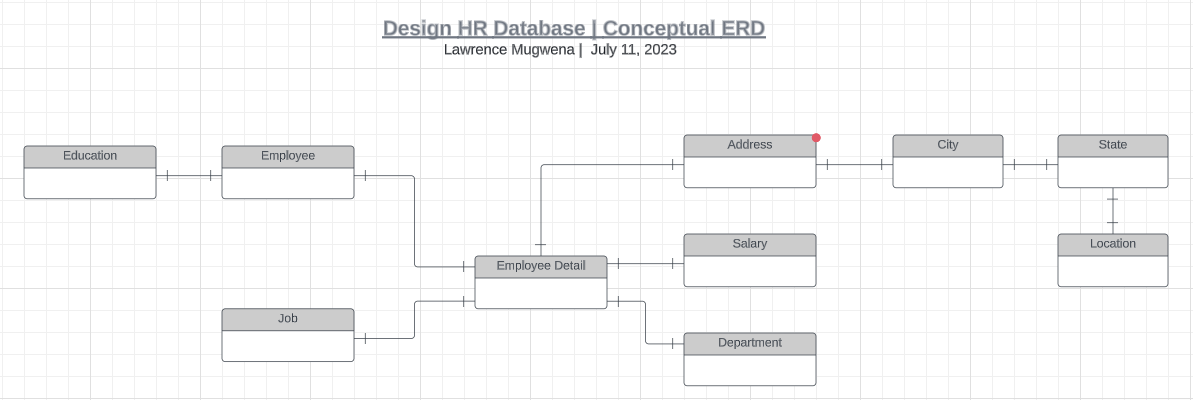 Design HR Database | Conceptual ERD
Lawrence Mugwena | July 11, 2023
Education
Employee
Address
City
State
Salary
Location
Employee Detail
Job
Department